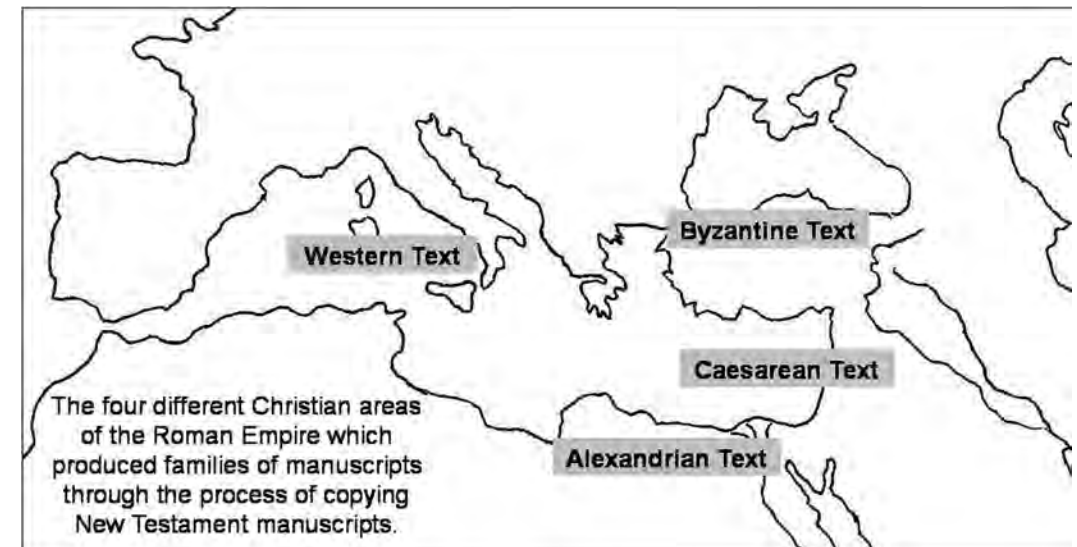 Byzantine Text
Western Text
Caesarean Text
Alexandrian Text
The four different Christian areas
of the Roman Empire which
produced families of manuscripts
through the process of copying
New Testament manuscripts.